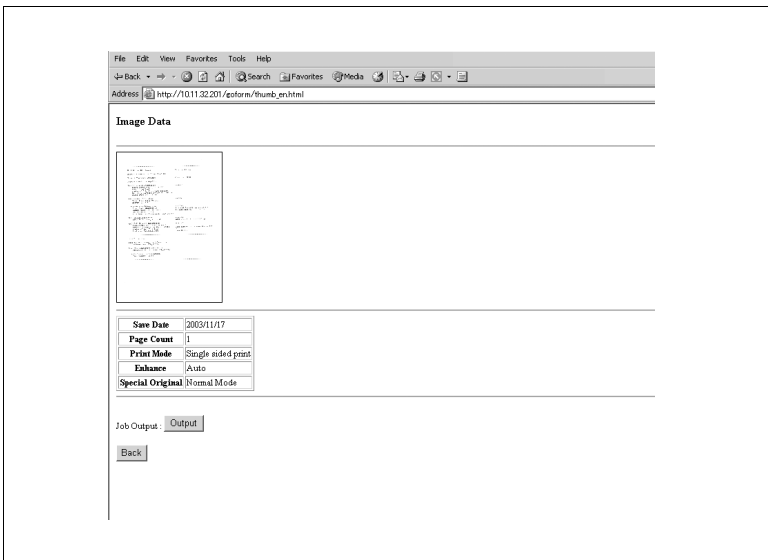 File Edit View Favorites Tools Help
Back Search Favorites Media
Address http://10.11.32.201/goform/thumb_en.html
Image Data
Save Date 2003/11/17
Page Count 1
Print Mode Single sided print
Enhance Auto
Special Original Normal Mode
Job Output : Output
Back